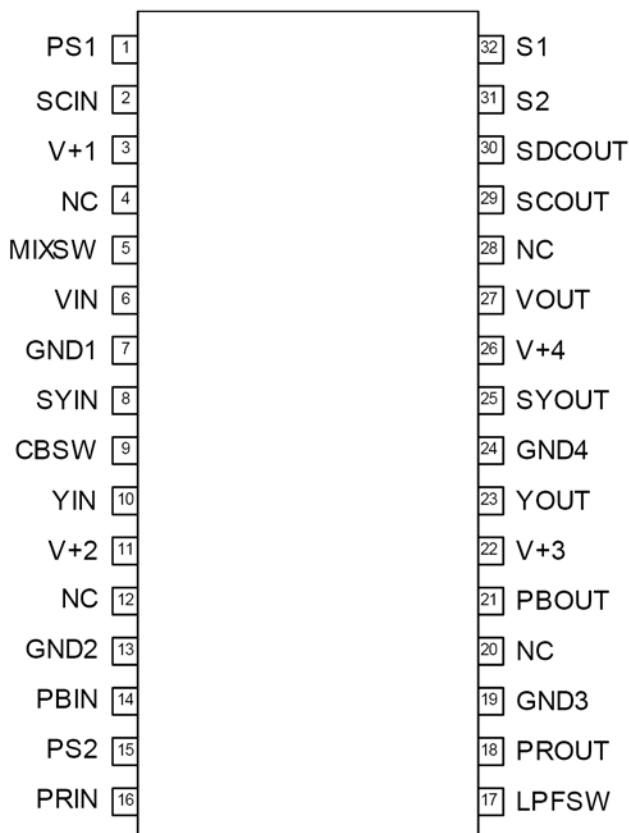 PS1 1 32 S1
SCIN 2 31 S2
V+1 3 30 SDCOUT
NC 4 29 SCOUT
MIXSW 5 28 NC
VIN 6 27 VOUT
GND1 7 26 V+4
SYIN 8 25 SYOUT
CBSW 9 24 GND4
YIN 10 23 YOUT
V+2 11 22 V+3
NC 12 21 PBOUT
GND2 13 20 NC
PBIN 14 19 GND3
PS2 15 18 PROUT
PRIN 16 17 LPFSW